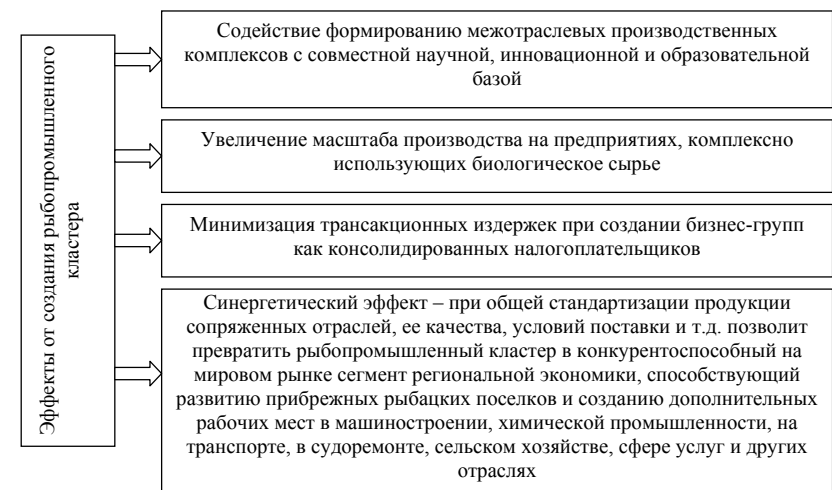 Эффекты от создания рыбопромышленного
кластера
Содействие формированию межотраслевых производственных
комплексов с совместной научной, инновационной и образовательной
базой
Увеличение масштаба производства на предприятиях, комплексно
использующих биологическое сырье
Минимизация трансакционных издержек при создании бизнес-групп
как консолидированных налогоплательщиков
Синергетический эффект – при общей стандартизации продукции
сопряженных отраслей, ее качества, условий поставки и т.д. позволит
превратить рыбопромышленный кластер в конкурентоспособный на
мировом рынке сегмент региональной экономики, способствующий
развитию прибрежных рыбацких поселков и созданию дополнительных
рабочих мест в машиностроении, химической промышленности, на
транспорте, в судоремонте, сельском хозяйстве, сфере услуг и других
отраслях